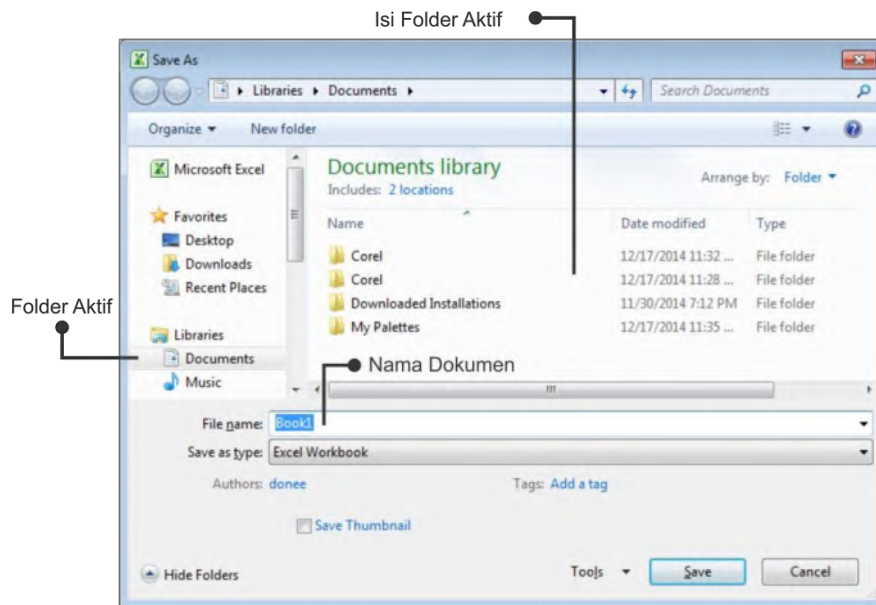 Isi Folder Aktif
Save As
Libraries Documents
Search Documents
Organize New folder
Microsoft Excel
Favorites
Desktop
Downloads
Recent Places
Libraries
Documents
Music
Folder Aktif
Documents library
Includes: 2 locations
Arrange by: Folder
Name Date modified Type
Corel 12/17/2014 11:32 ... File folder
Corel 12/17/2014 11:28 ... File folder
Downloaded Installations 11/30/2014 7:12 PM File folder
My Palettes 12/17/2014 11:35 ... File folder
Nama Dokumen
File name: Book1
Save as type: Excel Workbook
Authors: donee Tags: Add a tag
Save Thumbnail
Hide Folders Tools Save Cancel